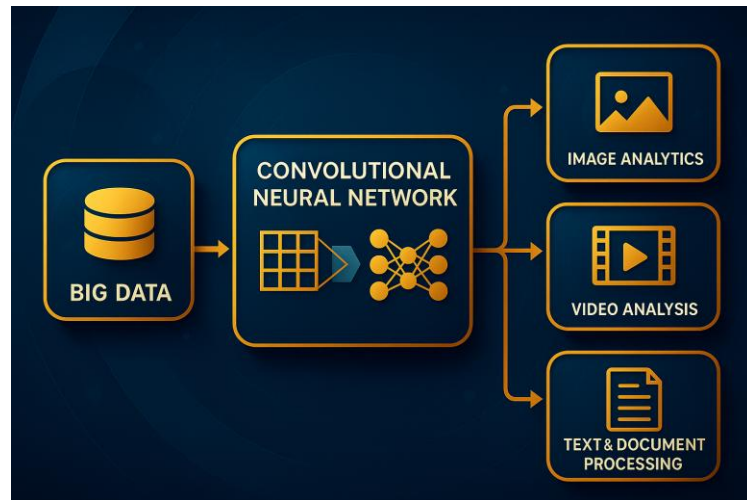 BIG DATA
CONVOLUTIONAL
NEURAL NETWORK
IMAGE ANALYTICS
VIDEO ANALYSIS
TEXT & DOCUMENT
PROCESSING